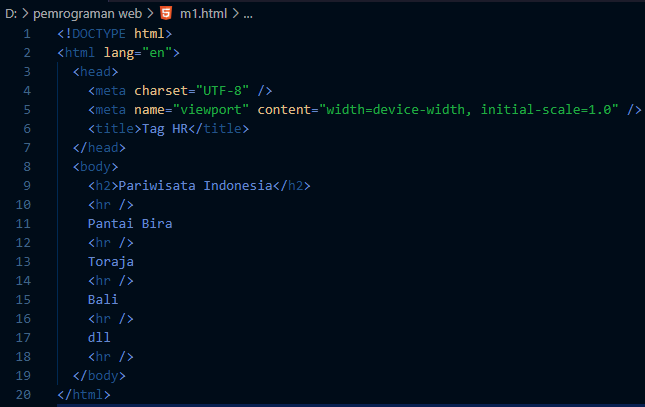 D: > pemrograman web > m1.html > ...
1 <!DOCTYPE html>
2 <html lang="en">
3 <head>
4 <meta charset="UTF-8" />
5 <meta name="viewport" content="width=device-width, initial-scale=1.0" />
6 <title>Tag HR</title>
7 </head>
8 <body>
9 <h2>Pariwisata Indonesia</h2>
10 <hr />
11 Pantai Bira
12 <hr />
13 Toraja
14 <hr />
15 Bali
16 <hr />
17 dll
18 <hr />
19 </body>
20 </html>